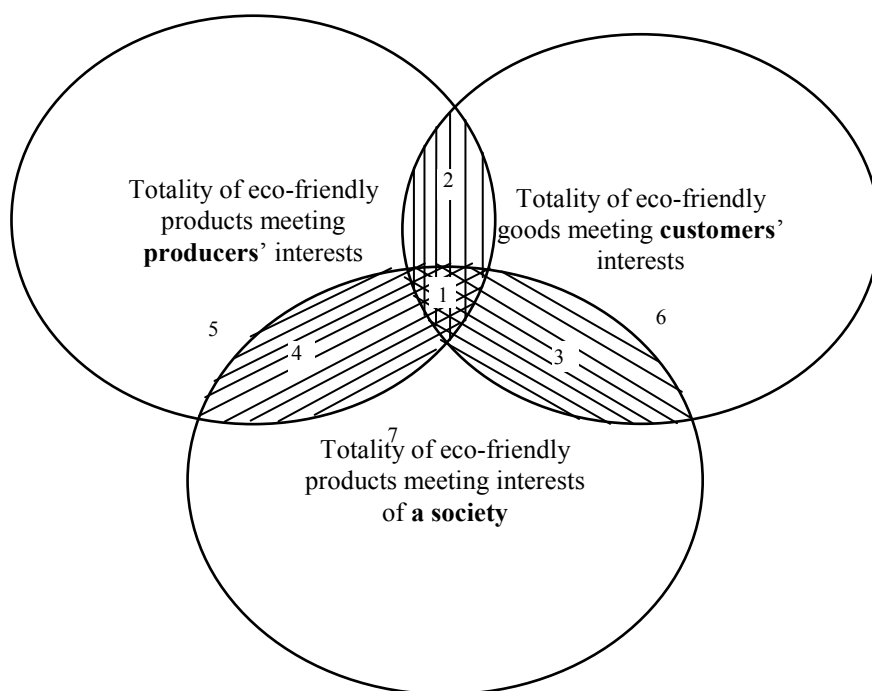 2
Totality of eco-friendly
products meeting
producers’ interests
Totality of eco-friendly
goods meeting customers’
interests
1
5
6
4
3
7
Totality of eco-friendly
products meeting interests
of a society